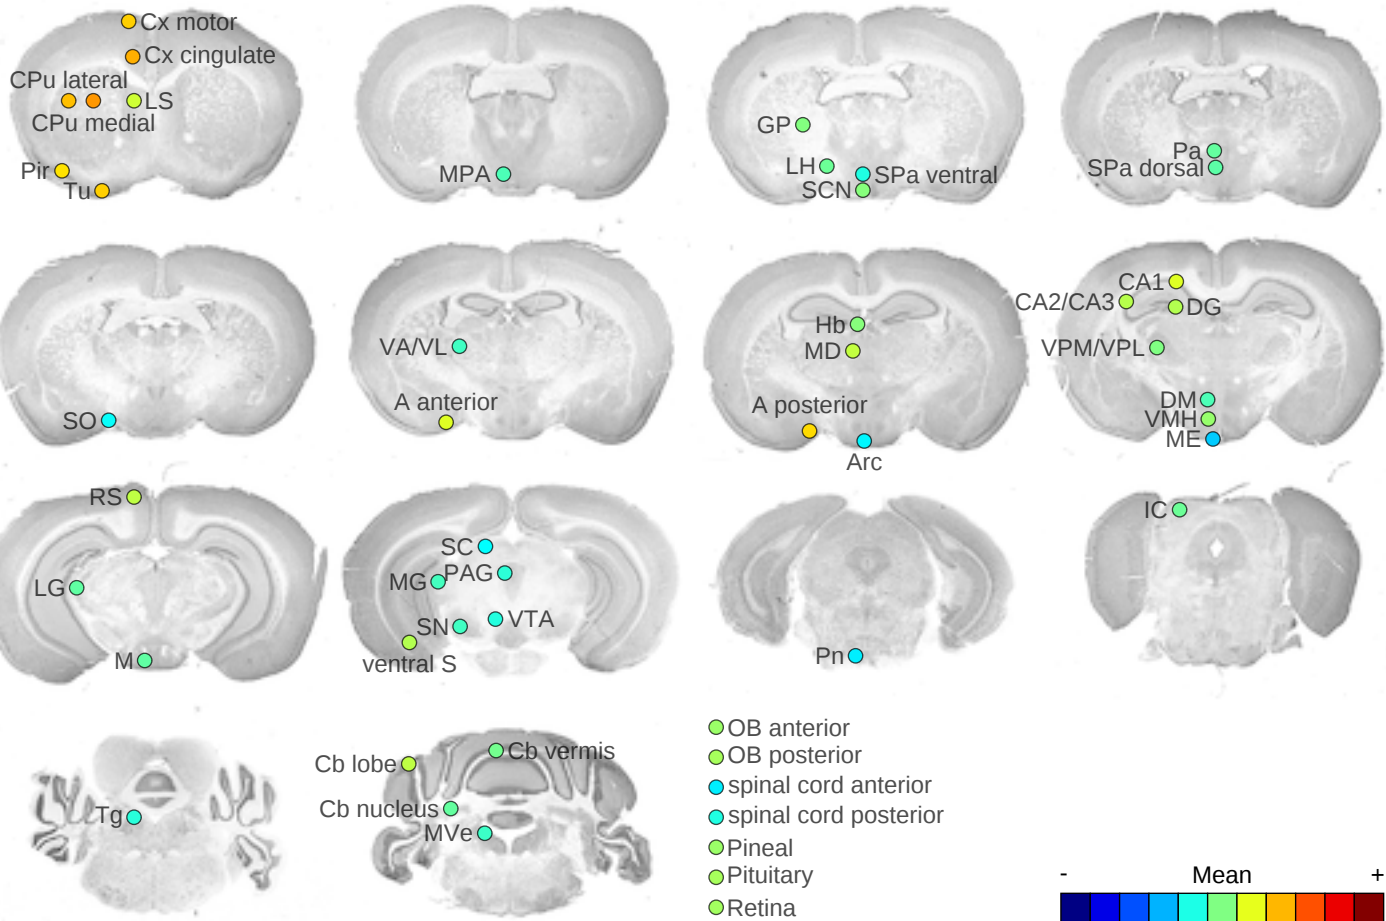 Cx motor
Cx cingulate
CPu lateral
LS
CPu medial
Pir
Tu
MPA
GP
LH
SPa ventral
SCN
Pa
SPa dorsal
SO
VA/VL
A anterior
Hb
MD
A posterior
Arc
CA1
CA2/CA3
DG
VPM/VPL
DM
VMH
ME
RS
LG
M
SC
MG
PAG
SN
VTA
ventral S
Pn
IC
Tg
Cb lobe
Cb vermis
Cb nucleus
MVe
OB anterior
OB posterior
spinal cord anterior
spinal cord posterior
Pineal
Pituitary
Retina
- Mean +